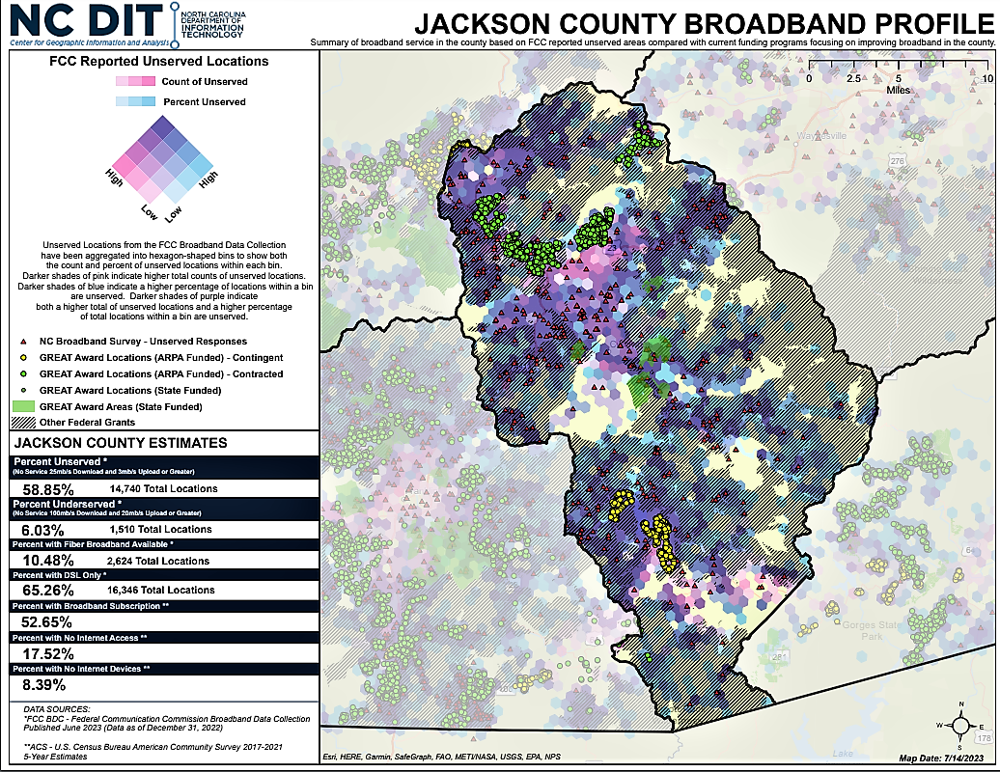 NC DIT
NORTH CAROLINA
DEPARTMENT OF
INFORMATION
TECHNOLOGY
Center for Geographic Information and Analysis
JACKSON COUNTY BROADBAND PROFILE
Summary of broadband service in the county based on FCC reported unserved areas compared with current funding programs focusing on improving broadband in the county.
FCC Reported Unserved Locations
Count of Unserved
Percent Unserved
High
High
Low
Low
Unserved Locations from the FCC Broadband Data Collection
have been aggregated into hexagon-shaped bins to show both
the count and percent of unserved locations within each bin.
Darker shades of pink indicate higher total counts of unserved locations.
Darker shades of blue indicate a higher percentage of locations within a bin
are unserved. Darker shades of purple indicate
both a higher total of unserved locations and a higher percentage
of total locations within a bin are unserved.
NC Broadband Survey - Unserved Responses
GREAT Award Locations (ARPA Funded) - Contingent
GREAT Award Locations (ARPA Funded) - Contracted
GREAT Award Locations (State Funded)
GREAT Award Areas (State Funded)
Other Federal Grants
JACKSON COUNTY ESTIMATES
Percent Unserved *
(No Service 25mb/s Download and 3mb/s Upload or Greater)
58.85% 14,740 Total Locations
Percent Underserved *
(No Service 100mb/s Download and 20mb/s Upload or Greater)
6.03% 1,510 Total Locations
Percent with Fiber Broadband Available *
10.48% 2,624 Total Locations
Percent with DSL Only *
65.26% 16,346 Total Locations
Percent with Broadband Subscription **
52.65%
Percent with No Internet Access **
17.52%
Percent with No Internet Devices **
8.39%
DATA SOURCES:
*FCC BDC - Federal Communication Commission Broadband Data Collection
Published June 2023 (Data as of December 31, 2022)
**ACS - U.S. Census Bureau American Community Survey 2017-2021
5-Year Estimates
0 2.5 5 10
Miles
Waynesville
276
23
Gorges State
Park
281
64
Lake
178
N
W E
S
Esri, HERE, Garmin, SafeGraph, FAO, METI/NASA, USGS, EPA, NPS
Map Date: 7/14/2023